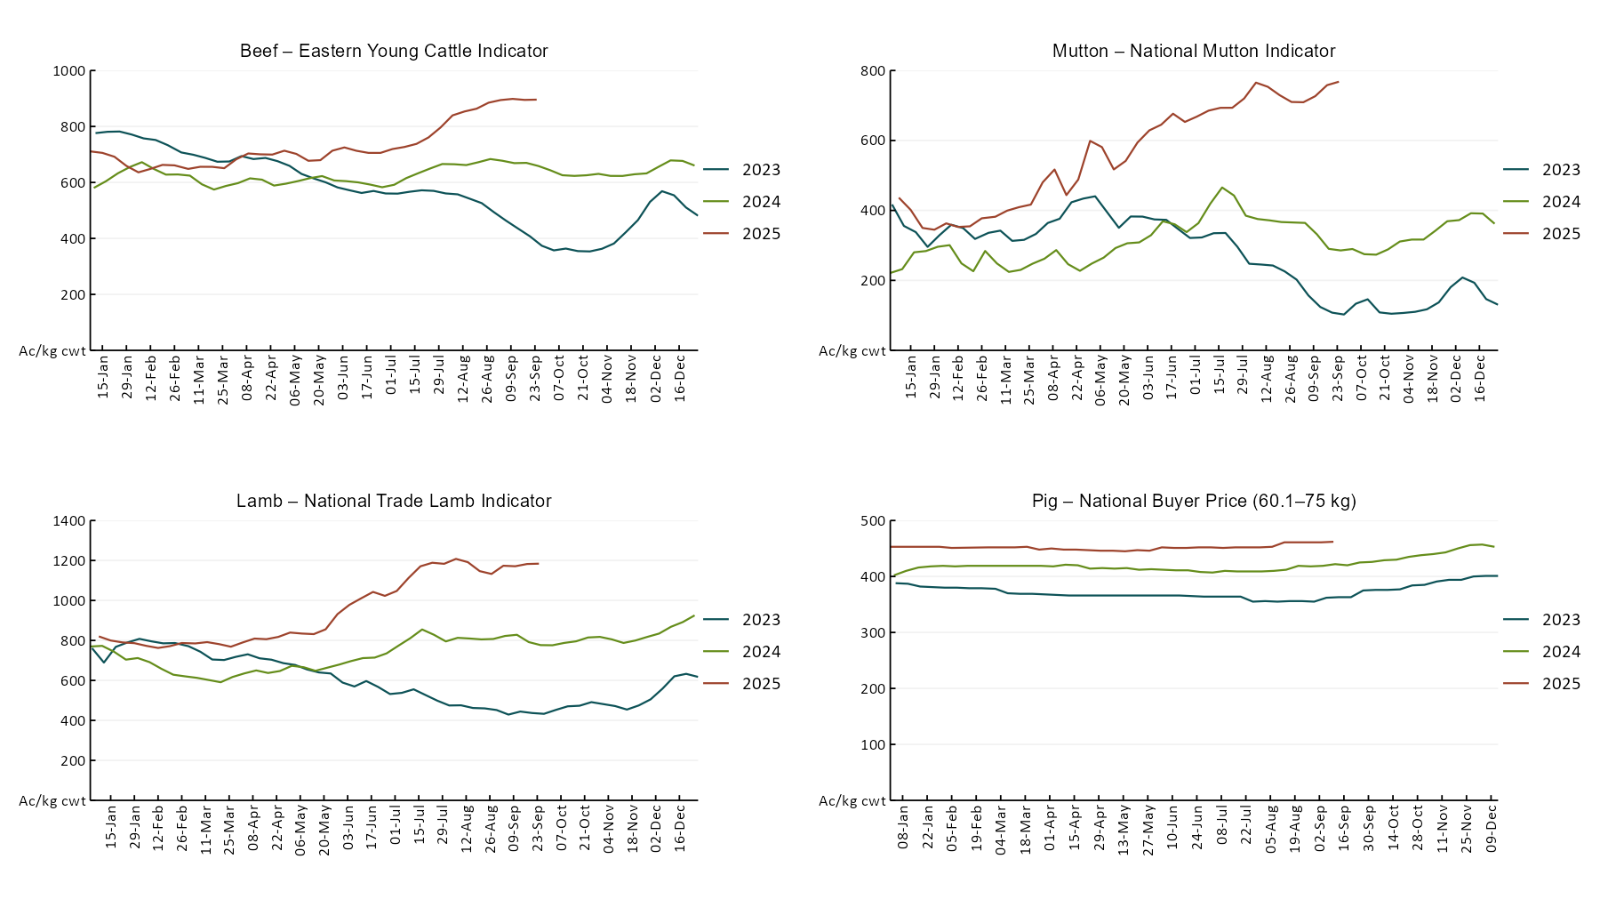 Beef – Eastern Young Cattle Indicator
1000
800
600
400
200
Ac/kg cwt
15-Jan 29-Jan 12-Feb 26-Feb 11-Mar 25-Mar 08-Apr 22-Apr 06-May 20-May 03-Jun 17-Jun 01-Jul 15-Jul 29-Jul 12-Aug 26-Aug 09-Sep 23-Sep 07-Oct 21-Oct 04-Nov 18-Nov 02-Dec 16-Dec
2023
2024
2025
Mutton – National Mutton Indicator
800
600
400
200
Ac/kg cwt
15-Jan 29-Jan 12-Feb 26-Feb 11-Mar 25-Mar 08-Apr 22-Apr 06-May 20-May 03-Jun 17-Jun 01-Jul 15-Jul 29-Jul 12-Aug 26-Aug 09-Sep 23-Sep 07-Oct 21-Oct 04-Nov 18-Nov 02-Dec 16-Dec
2023
2024
2025
Lamb – National Trade Lamb Indicator
1400
1200
1000
800
600
400
200
Ac/kg cwt
15-Jan 29-Jan 12-Feb 26-Feb 11-Mar 25-Mar 08-Apr 22-Apr 06-May 20-May 03-Jun 17-Jun 01-Jul 15-Jul 29-Jul 12-Aug 26-Aug 09-Sep 23-Sep 07-Oct 21-Oct 04-Nov 18-Nov 02-Dec 16-Dec
2023
2024
2025
Pig – National Buyer Price (60.1–75 kg)
500
400
300
200
100
Ac/kg cwt
08-Jan 22-Jan 05-Feb 19-Feb 04-Mar 18-Mar 01-Apr 15-Apr 29-Apr 13-May 27-May 10-Jun 24-Jun 08-Jul 22-Jul 05-Aug 19-Aug 02-Sep 16-Sep 30-Sep 14-Oct 28-Oct 11-Nov 25-Nov 09-Dec
2023
2024
2025